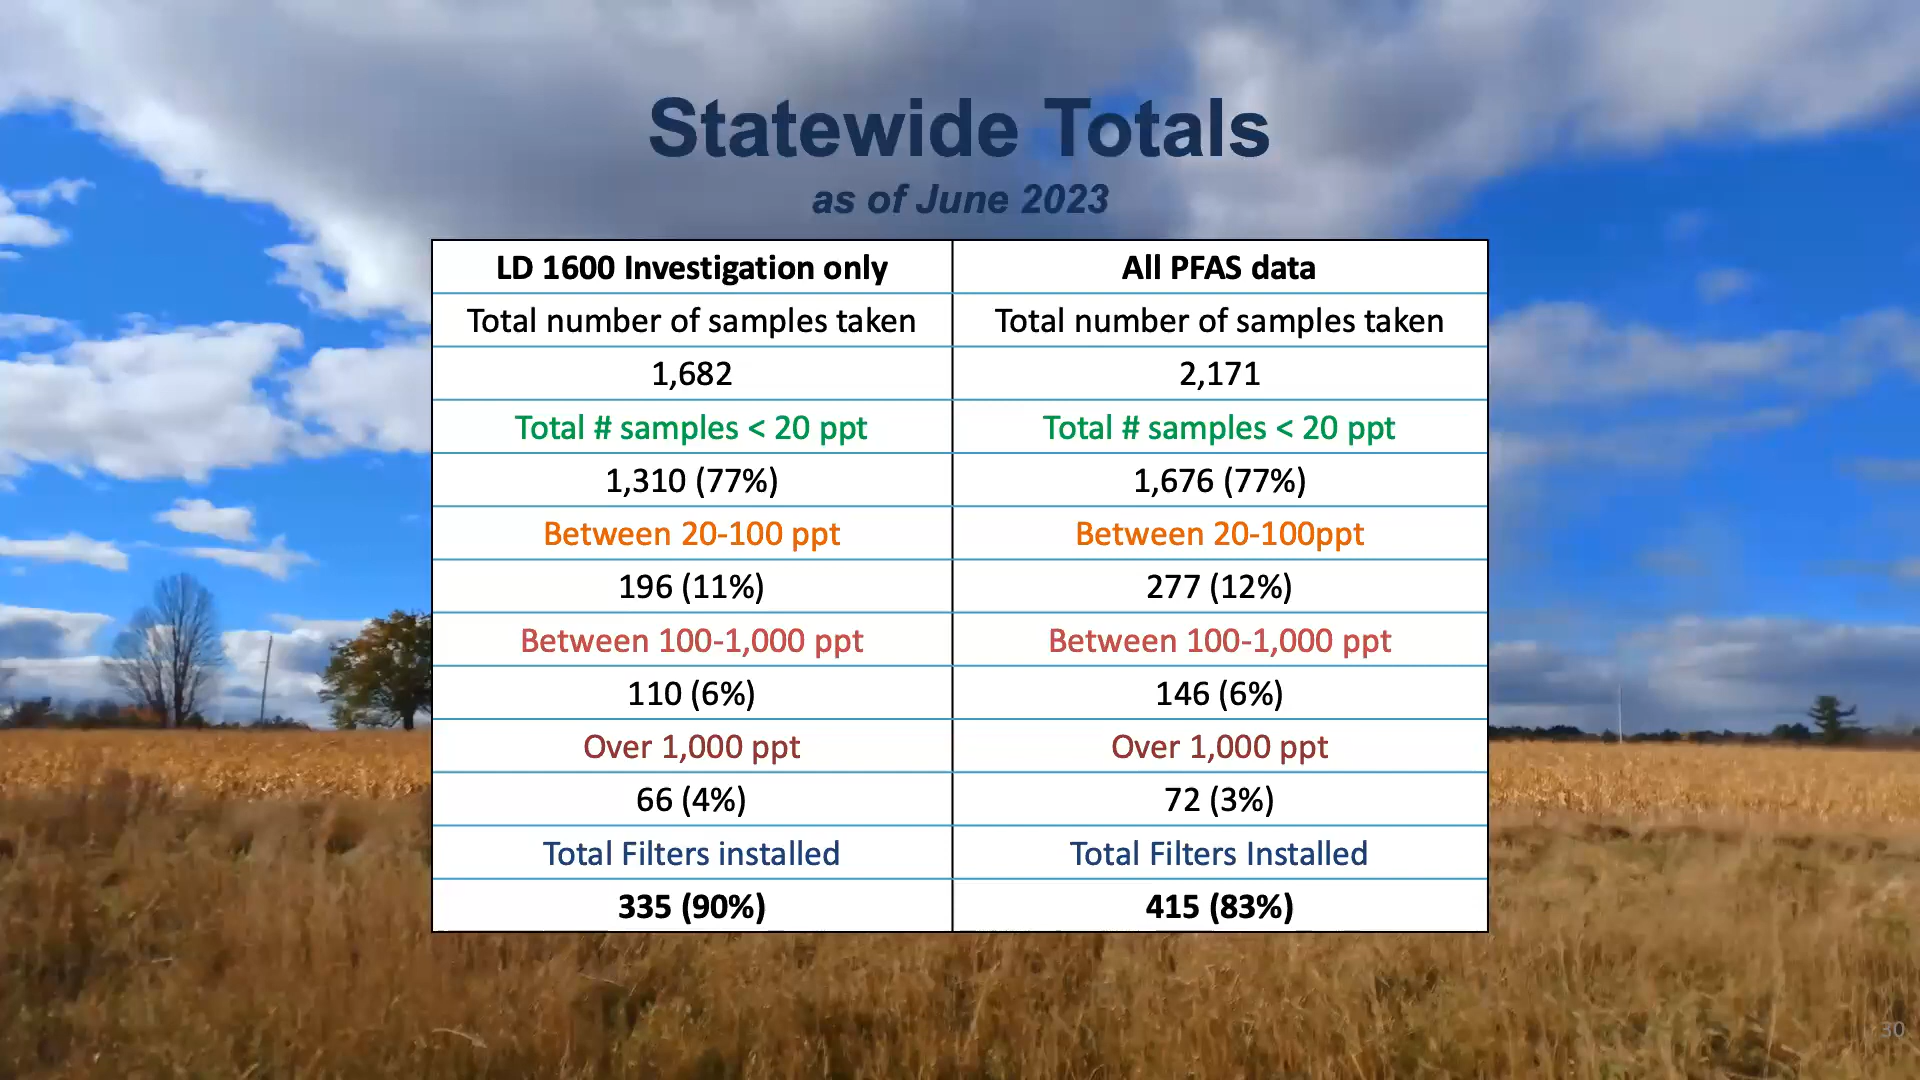 Statewide Totals
as of June 2023
LD 1600 Investigation only All PFAS data
Total number of samples taken Total number of samples taken
1,682 2,171
Total # samples < 20 ppt Total # samples < 20 ppt
1,310 (77%) 1,676 (77%)
Between 20-100 ppt Between 20-100ppt
196 (11%) 277 (12%)
Between 100-1,000 ppt Between 100-1,000 ppt
110 (6%) 146 (6%)
Over 1,000 ppt Over 1,000 ppt
66 (4%) 72 (3%)
Total Filters installed Total Filters Installed
335 (90%) 415 (83%)
30